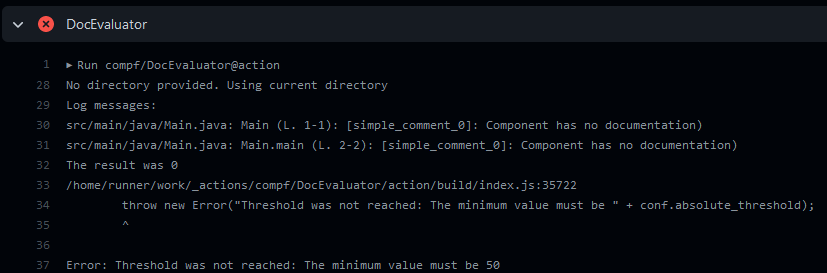 DocEvaluator
1 ▶ Run compf/DocEvaluator@action
28 No directory provided. Using current directory
29 Log messages:
30 src/main/java/Main.java: Main (L. 1-1): [simple_comment_0]: Component has no documentation)
31 src/main/java/Main.java: Main.main (L. 2-2): [simple_comment_0]: Component has no documentation)
32 The result was 0
33 /home/runner/work/_actions/compf/DocEvaluator/action/build/index.js:35722
34 throw new Error("Threshold was not reached: The minimum value must be " + conf.absolute_threshold);
35 ^
36
37 Error: Threshold was not reached: The minimum value must be 50